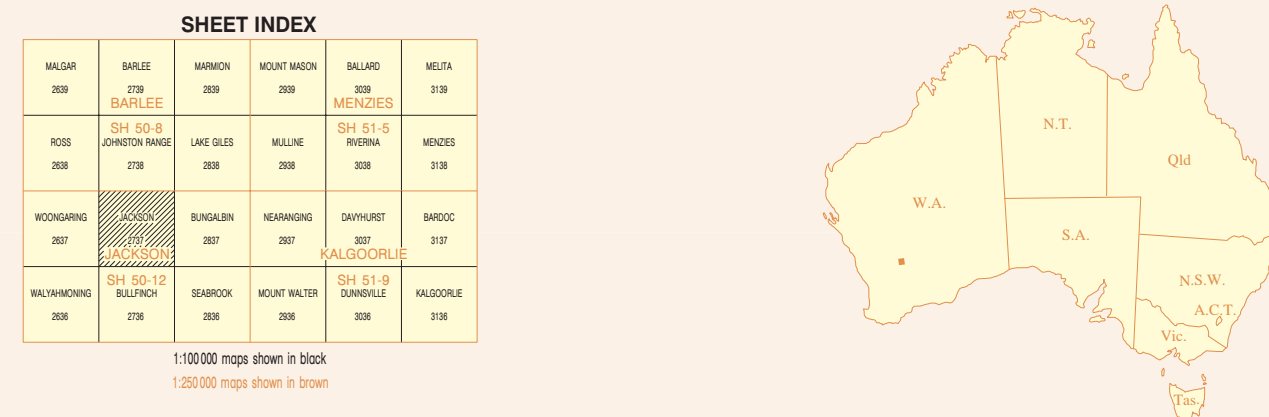 SHEET INDEX
MALGAR BARLEE MARMION MOUNT MASON BALLARD MELITA
2639 2739 2839 2939 3039 3139
BARLEE MENZIES
SH 50-8 SH 51-5
ROSS JOHNSTON RANGE LAKE GILES MULLINE RIVERINA MENZIES
2638 2738 2838 2938 3038 3138
WOONGARING JACKSON BUNGALBIN NEARANGING DAVYHURST BARDOC
2637 2737 2837 2937 3037 3137
JACKSON KALGOORLIE
SH 50-12 SH 51-9
WALYAHMONING BULLFINCH SEABROOK MOUNT WALTER DUNNSVILLE KALGOORLIE
2636 2736 2836 2936 3036 3136
1:100 000 maps shown in black
1:250 000 maps shown in brown
N.T.
Qld
W.A.
S.A.
N.S.W.
A.C.T.
Vic.
Tas.